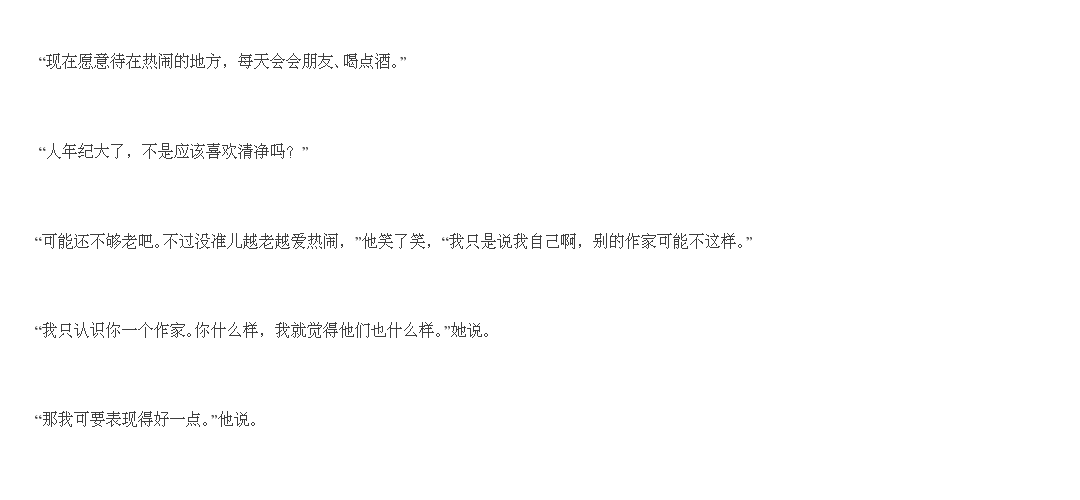 “现在愿意待在热闹的地方，每天会会朋友、喝点酒。”
“人年纪大了，不是应该喜欢清净吗？”
“可能还不够老吧。不过没准儿越老越爱热闹，”他笑了笑，“我只是说我自己啊，别的作家可能不这样。”
“我只认识你一个作家。你什么样，我就觉得他们也什么样。”她说。
“那我可要表现得好一点。”他说。